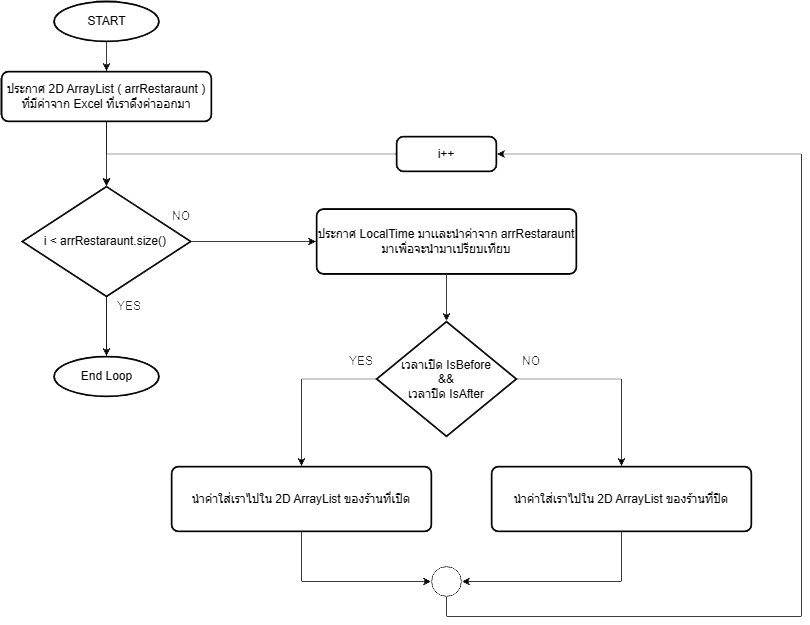 START
ประกาศ 2D ArrayList ( arrRestaraunt )
ที่มีค่าจาก Excel ที่เราดึงค่าออกมา
i++
NO
i < arrRestaraunt.size()
ประกาศ LocalTime มาและนำค่าจาก arrRestaraunt
มาเพื่อจะนำมาเปรียบเทียบ
YES
End Loop
YES
เวลาเปิด IsBefore
&&
เวลาปิด IsAfter
NO
นำค่าใส่เราไปใน 2D ArrayList ของร้านที่เปิด
นำค่าใส่เราไปใน 2D ArrayList ของร้านที่ปิด